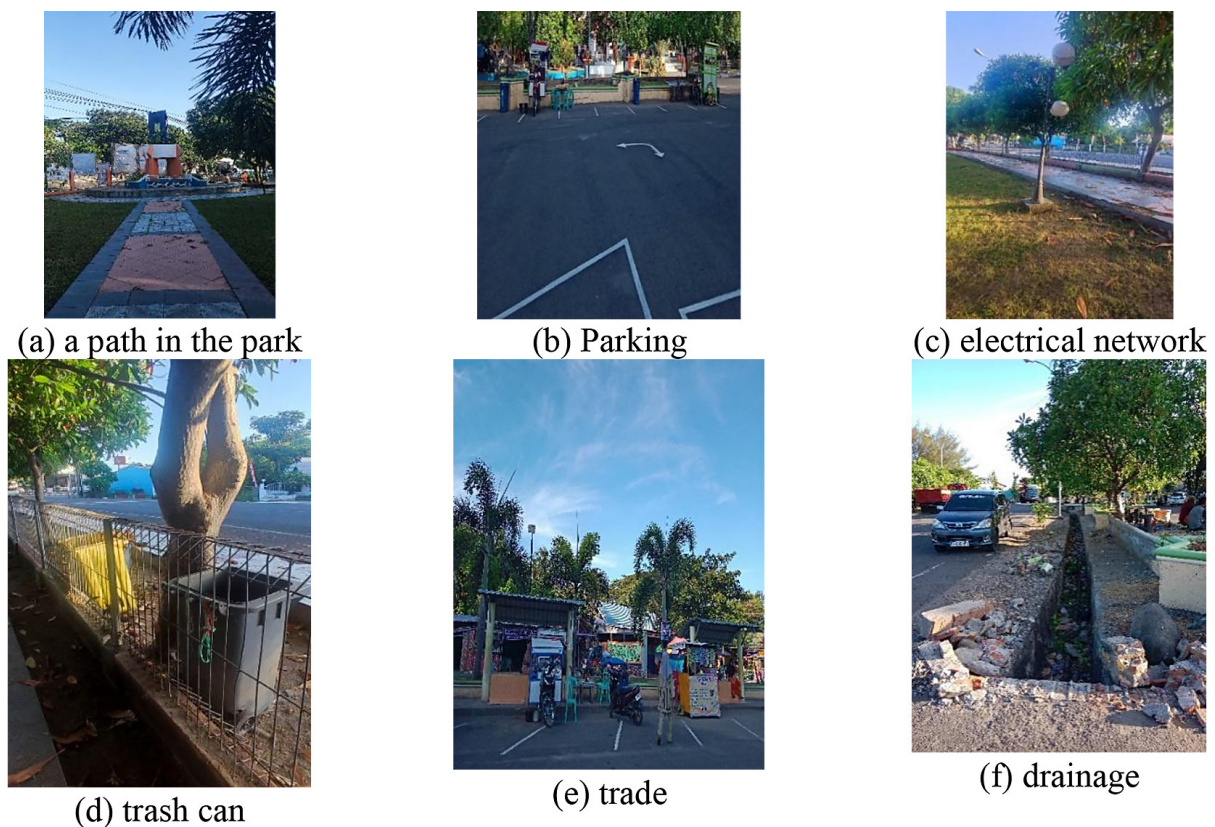 (a) a path in the park
(b) Parking
(c) electrical network
(d) trash can
(e) trade
(f) drainage